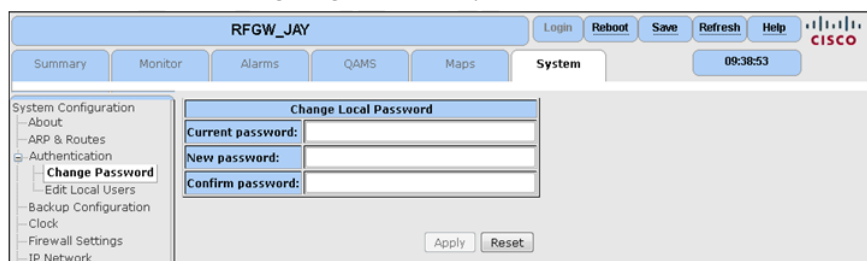 RFGW_JAY
Login Reboot Save Refresh Help
CISCO
Summary Monitor Alarms QAMS Maps System
09:38:53
System Configuration
About
ARP & Routes
Authentication
Change Password
Edit Local Users
Backup Configuration
Clock
Firewall Settings
IP Network
Change Local Password
Current password:
New password:
Confirm password:
Apply Reset